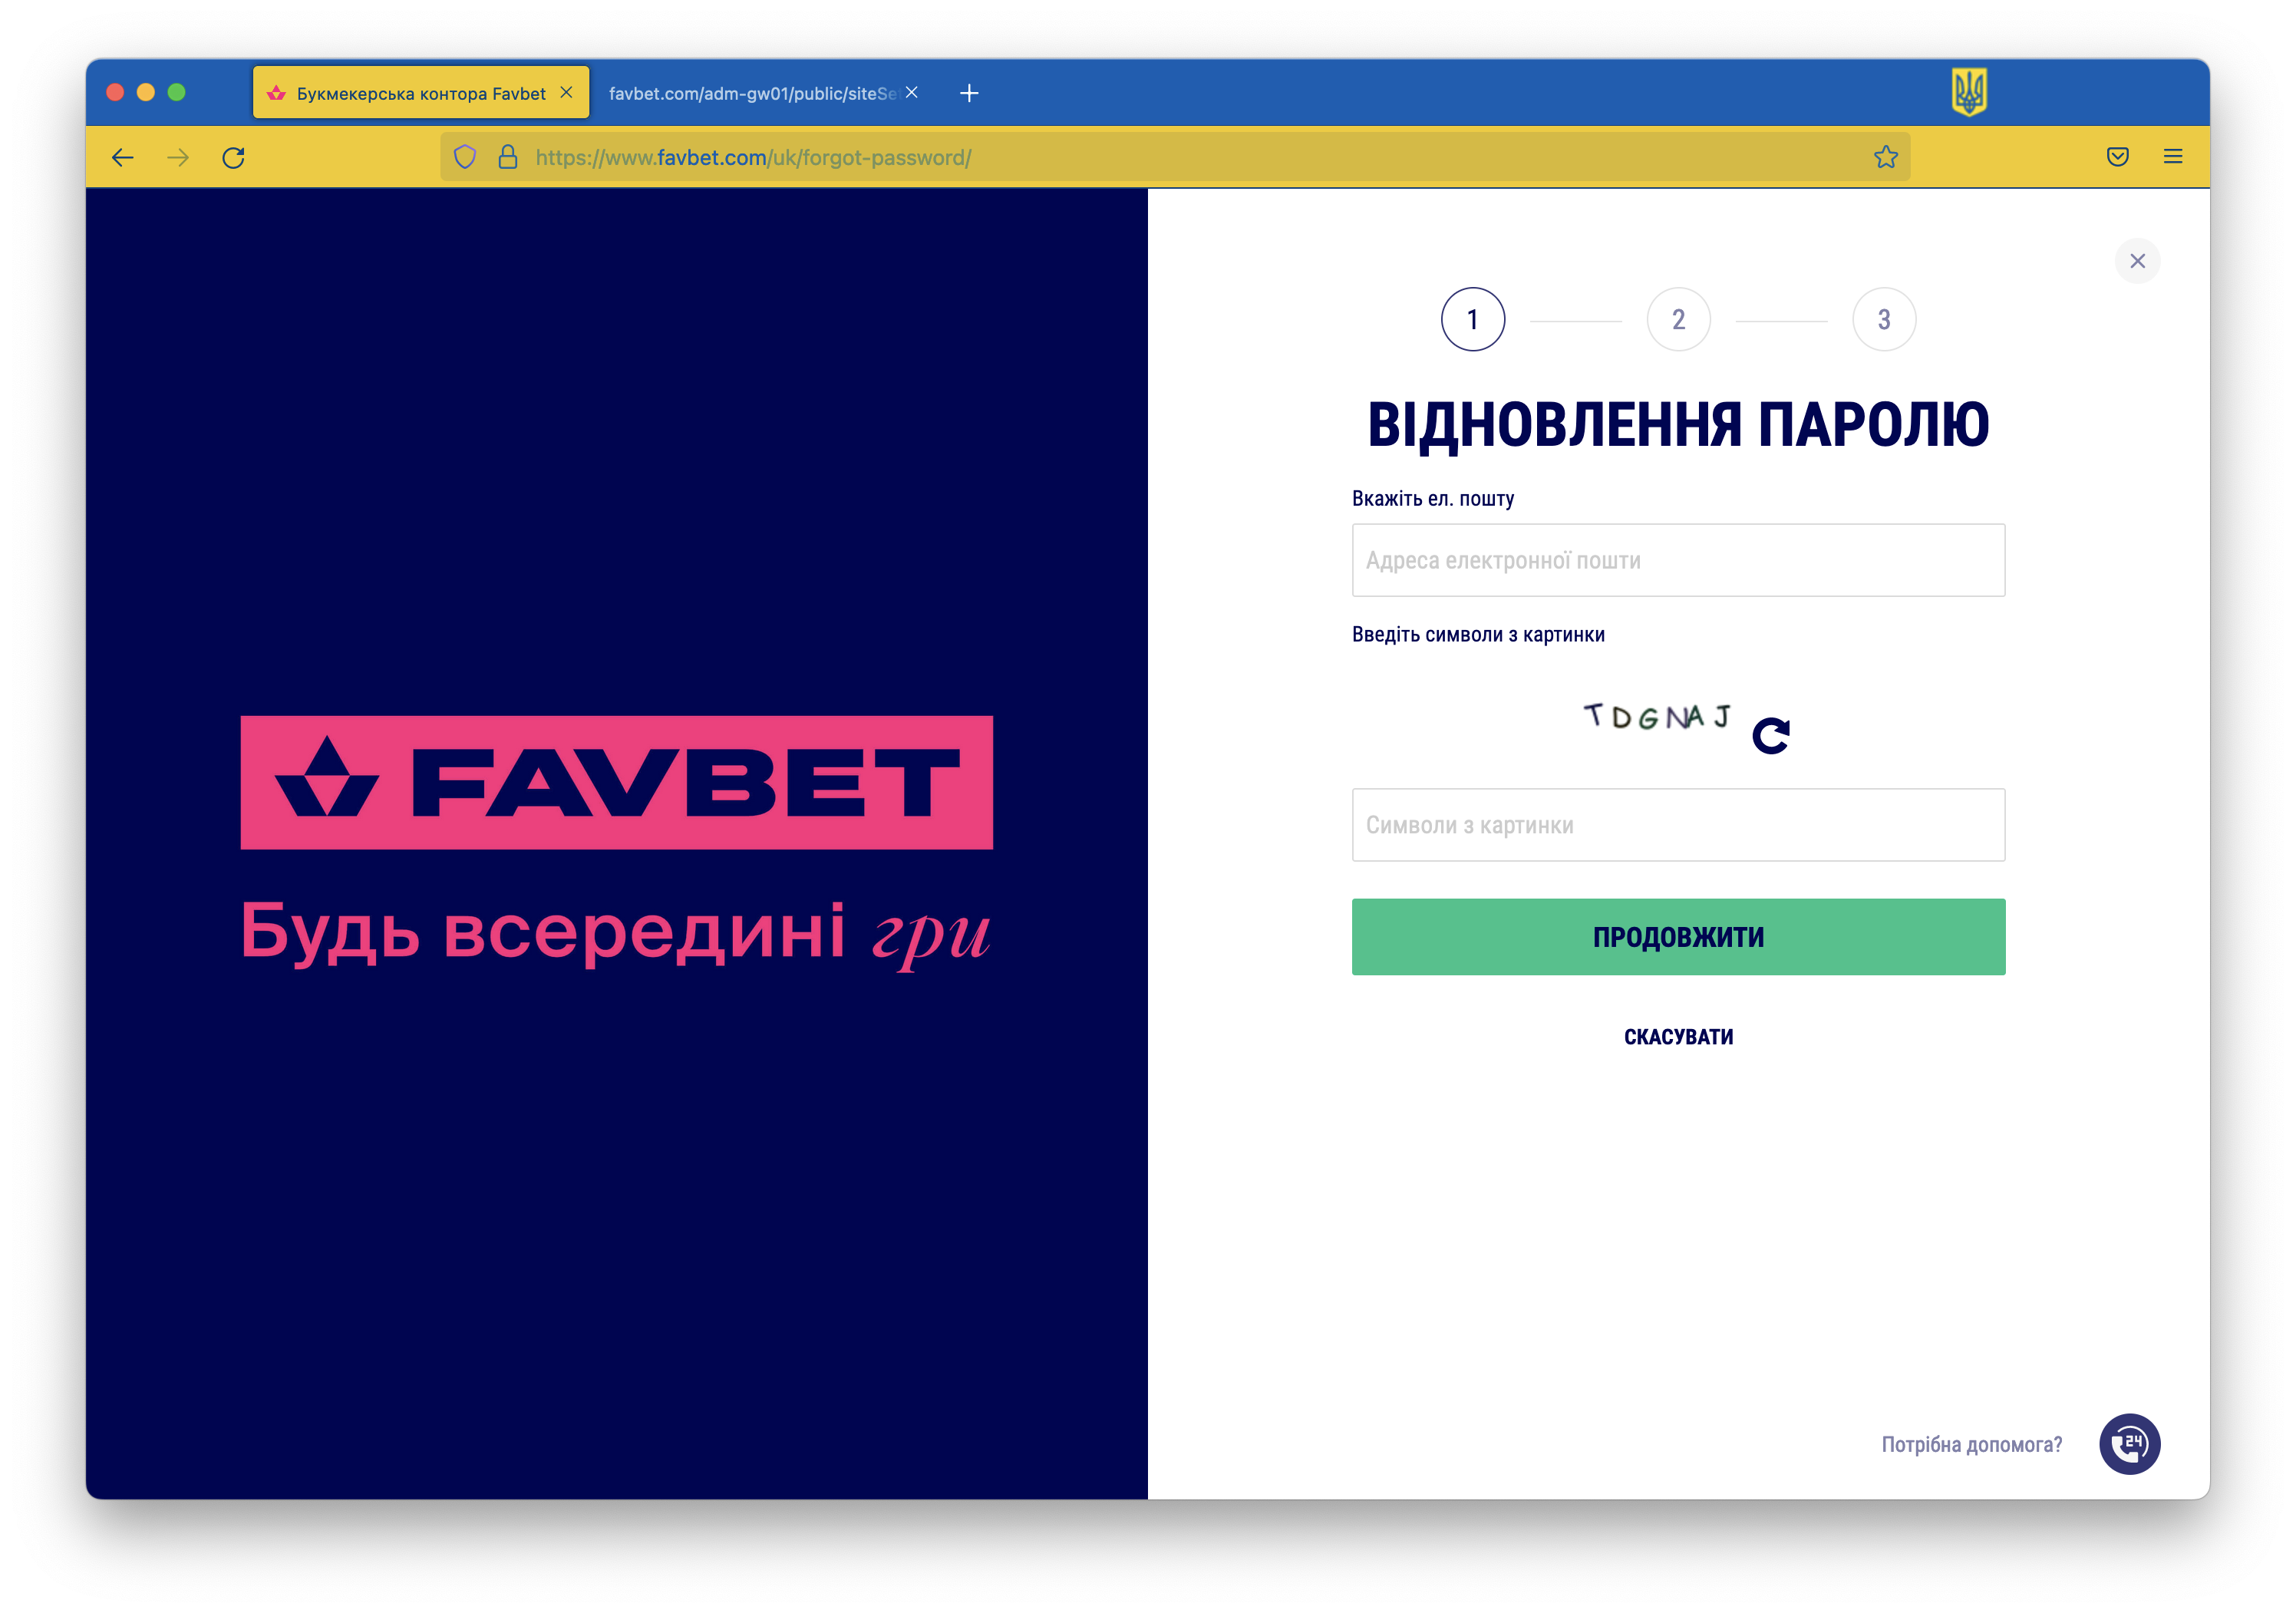 Букмекерська контора Favbet
favbet.com/adm-gw01/public/siteSe
https://www.favbet.com/uk/forgot-password/
FAVBET
Будь всередині гри
1
2
3
ВІДНОВЛЕННЯ ПАРОЛЮ
Вкажіть ел. пошту
Адреса електронної пошти
Введіть символи з картинки
TDGNAJ
Символи з картинки
ПРОДОВЖИТИ
СКАСУВАТИ
Потрібна допомога?
24